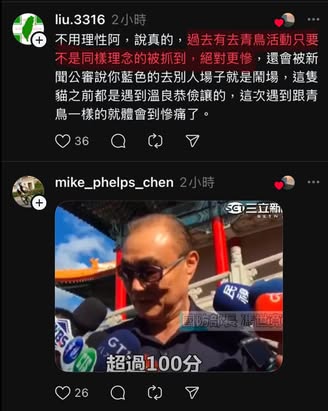 liu.3316 2小時
不用理性阿，說真的，過去有去青鳥活動只要
不是同樣理念的被抓到，絕對更慘，還會被新
聞公審說你藍色的去別人場子就是鬧場，這隻
貓之前都是遇到溫良恭儉讓的，這次遇到跟青
鳥一樣的就體會到慘痛了。
36
mike_phelps_chen 2小時
SET三立新
民視
超過100分
26